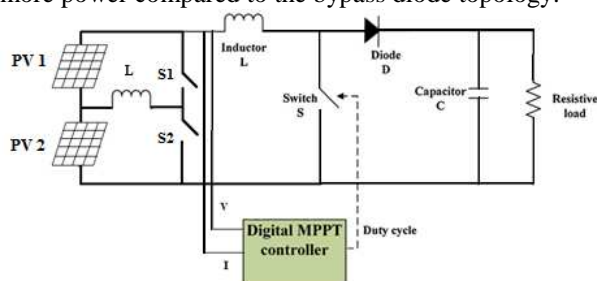 more power compared to the bypass diode topology.
PV 1
L
S1
Inductor
L
Diode
D
Switch
S
Capacitor
C
Resistive
load
PV 2
S2
V
Digital MPPT
controller
Duty cycle
I